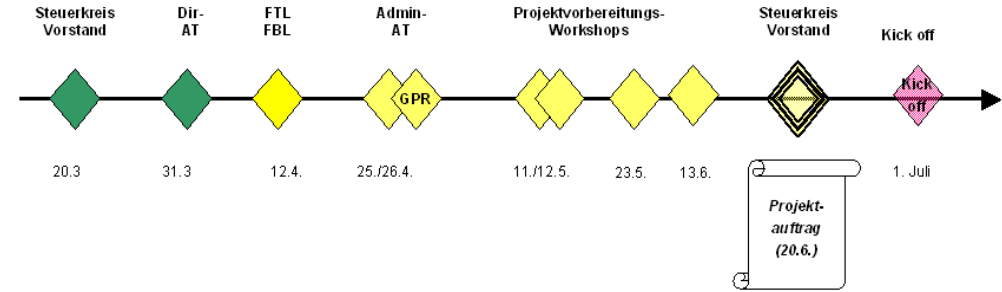 Steuerkreis
Vorstand
Dir-
AT
FTL
FBL
Admin-
AT
Projektvorbereitungs-
Workshops
Steuerkreis
Vorstand
Kick off
GPR
Kick
off
20.3
31.3
12.4.
25./26.4.
11./12.5.
23.5.
13.6.
1. Juli
Projekt-
auftrag
(20.6.)